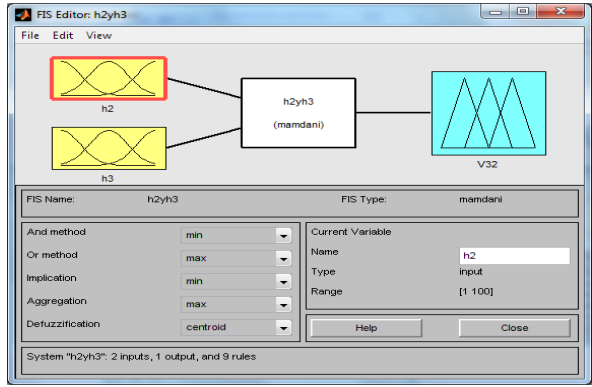 FIS Editor: h2yh3
File Edit View
h2
h3
h2yh3
(mamdani)
V32
FIS Name: h2yh3 FIS Type: mamdani
And method min
Or method max
Implication min
Aggregation max
Defuzzification centroid
Current Variable
Name h2
Type input
Range [1 100]
Help Close
System "h2yh3": 2 inputs, 1 output, and 9 rules